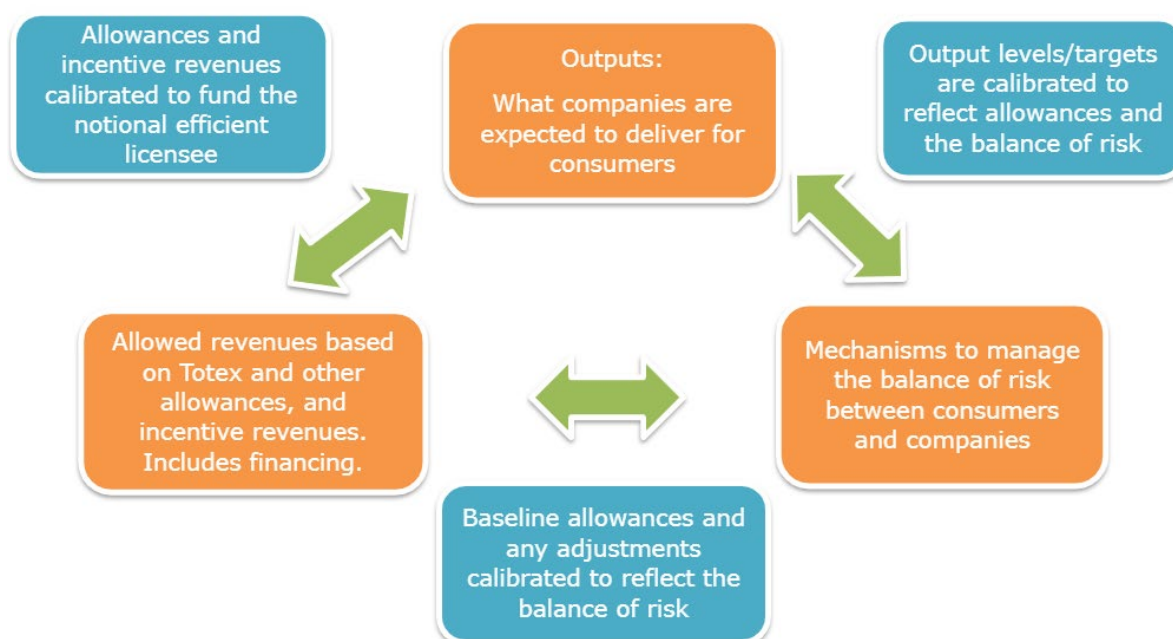 Allowances and
incentive revenues
calibrated to fund the
notional efficient
licensee
Outputs:
What companies are
expected to deliver for
consumers
Output levels/targets
are calibrated to
reflect allowances and
the balance of risk
Allowed revenues based
on Totex and other
allowances, and
incentive revenues.
Includes financing.
Mechanisms to manage
the balance of risk
between consumers
and companies
Baseline allowances and
any adjustments
calibrated to reflect the
balance of risk